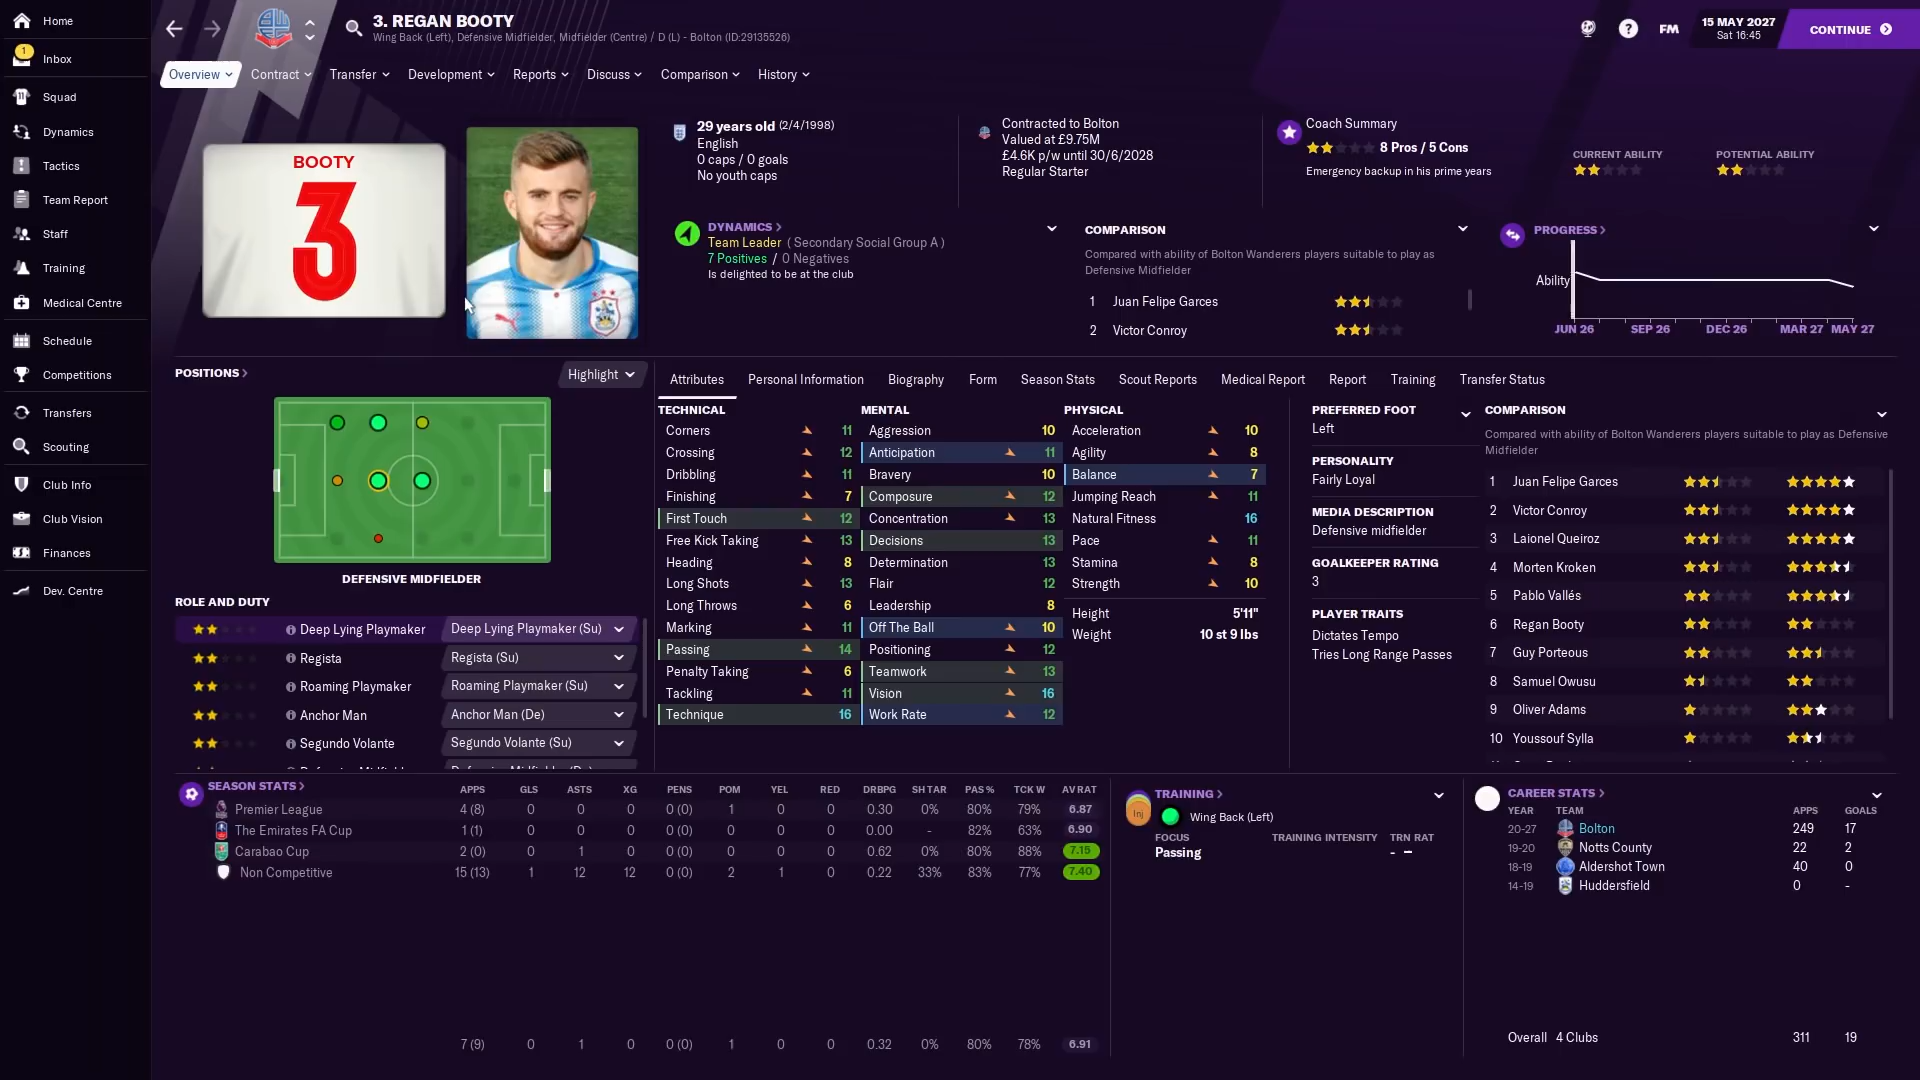 Home
Inbox
1
Squad
Dynamics
Tactics
Team Report
Staff
Training
Medical Centre
Schedule
Competitions
Transfers
Scouting
Club Info
Club Vision
Finances
Dev. Centre
3. REGAN BOOTY
Wing Back (Left), Defensive Midfielder, Midfielder (Centre) / D (L) - Bolton (ID:29135526)
FM
15 MAY 2027
Sat 16:45
CONTINUE
Overview Contract Transfer Development Reports Discuss Comparison History
BOOTY
3
29 years old (2/4/1998)
English
0 caps / 0 goals
No youth caps
Contracted to Bolton
Valued at £9.75M
£4.6K p/w until 30/6/2028
Regular Starter
Coach Summary
8 Pros / 5 Cons
Emergency backup in his prime years
CURRENT ABILITY
POTENTIAL ABILITY
DYNAMICS >
Team Leader ( Secondary Social Group A )
7 Positives / 0 Negatives
Is delighted to be at the club
COMPARISON
Compared with ability of Bolton Wanderers players suitable to play as
Defensive Midfielder
1 Juan Felipe Garces
2 Victor Conroy
PROGRESS >
Ability
JUN 26 SEP 26 DEC 26 MAR 27 MAY 27
POSITIONS >
Highlight
DEFENSIVE MIDFIELDER
ROLE AND DUTY
Deep Lying Playmaker Deep Lying Playmaker (Su)
Regista Regista (Su)
Roaming Playmaker Roaming Playmaker (Su)
Anchor Man Anchor Man (De)
Segundo Volante Segundo Volante (Su)
Attributes Personal Information Biography Form Season Stats Scout Reports Medical Report Report Training Transfer Status
TECHNICAL
Corners 11
Crossing 12
Dribbling 11
Finishing 7
First Touch 12
Free Kick Taking 13
Heading 8
Long Shots 13
Long Throws 6
Marking 11
Passing 14
Penalty Taking 6
Tackling 11
Technique 16
MENTAL
Aggression 10
Anticipation 11
Bravery 10
Composure 12
Concentration 13
Decisions 13
Determination 13
Flair 12
Leadership 8
Off The Ball 10
Positioning 12
Teamwork 13
Vision 16
Work Rate 12
PHYSICAL
Acceleration 10
Agility 8
Balance 7
Jumping Reach 11
Natural Fitness 16
Pace 11
Stamina 8
Strength 10
Height 5'11"
Weight 10 st 9 lbs
PREFERRED FOOT
Left
PERSONALITY
Fairly Loyal
MEDIA DESCRIPTION
Defensive midfielder
GOALKEEPER RATING
3
PLAYER TRAITS
Dictates Tempo
Tries Long Range Passes
COMPARISON
Compared with ability of Bolton Wanderers players suitable to play as Defensive
Midfielder
1 Juan Felipe Garces
2 Victor Conroy
3 Laionel Queiroz
4 Morten Kroken
5 Pablo Vallés
6 Regan Booty
7 Guy Porteous
8 Samuel Owusu
9 Oliver Adams
10 Youssouf Sylla
SEASON STATS > APPS GLS ASTS XG PENS POM YEL RED DRBPG SH TAR PAS % TCK W AV RAT
Premier League 4 (8) 0 0 0 0 (0) 1 0 0 0.30 0% 80% 79% 6.87
The Emirates FA Cup 1 (1) 0 0 0 0 (0) 0 0 0 0.00 - 82% 63% 6.90
Carabao Cup 2 (0) 0 1 0 0 (0) 0 0 0 0.62 0% 80% 88% 7.15
Non Competitive 15 (13) 1 12 12 0 (0) 2 1 0 0.22 33% 83% 77% 7.40
7 (9) 0 1 0 0 (0) 1 0 0 0.32 0% 80% 78% 6.91
TRAINING >
Inj
Wing Back (Left)
FOCUS TRAINING INTENSITY TRN RAT
Passing - –
CAREER STATS >
YEAR TEAM APPS GOALS
20-27 Bolton 249 17
19-20 Notts County 22 2
18-19 Aldershot Town 40 0
14-19 Huddersfield 0 -
Overall 4 Clubs 311 19